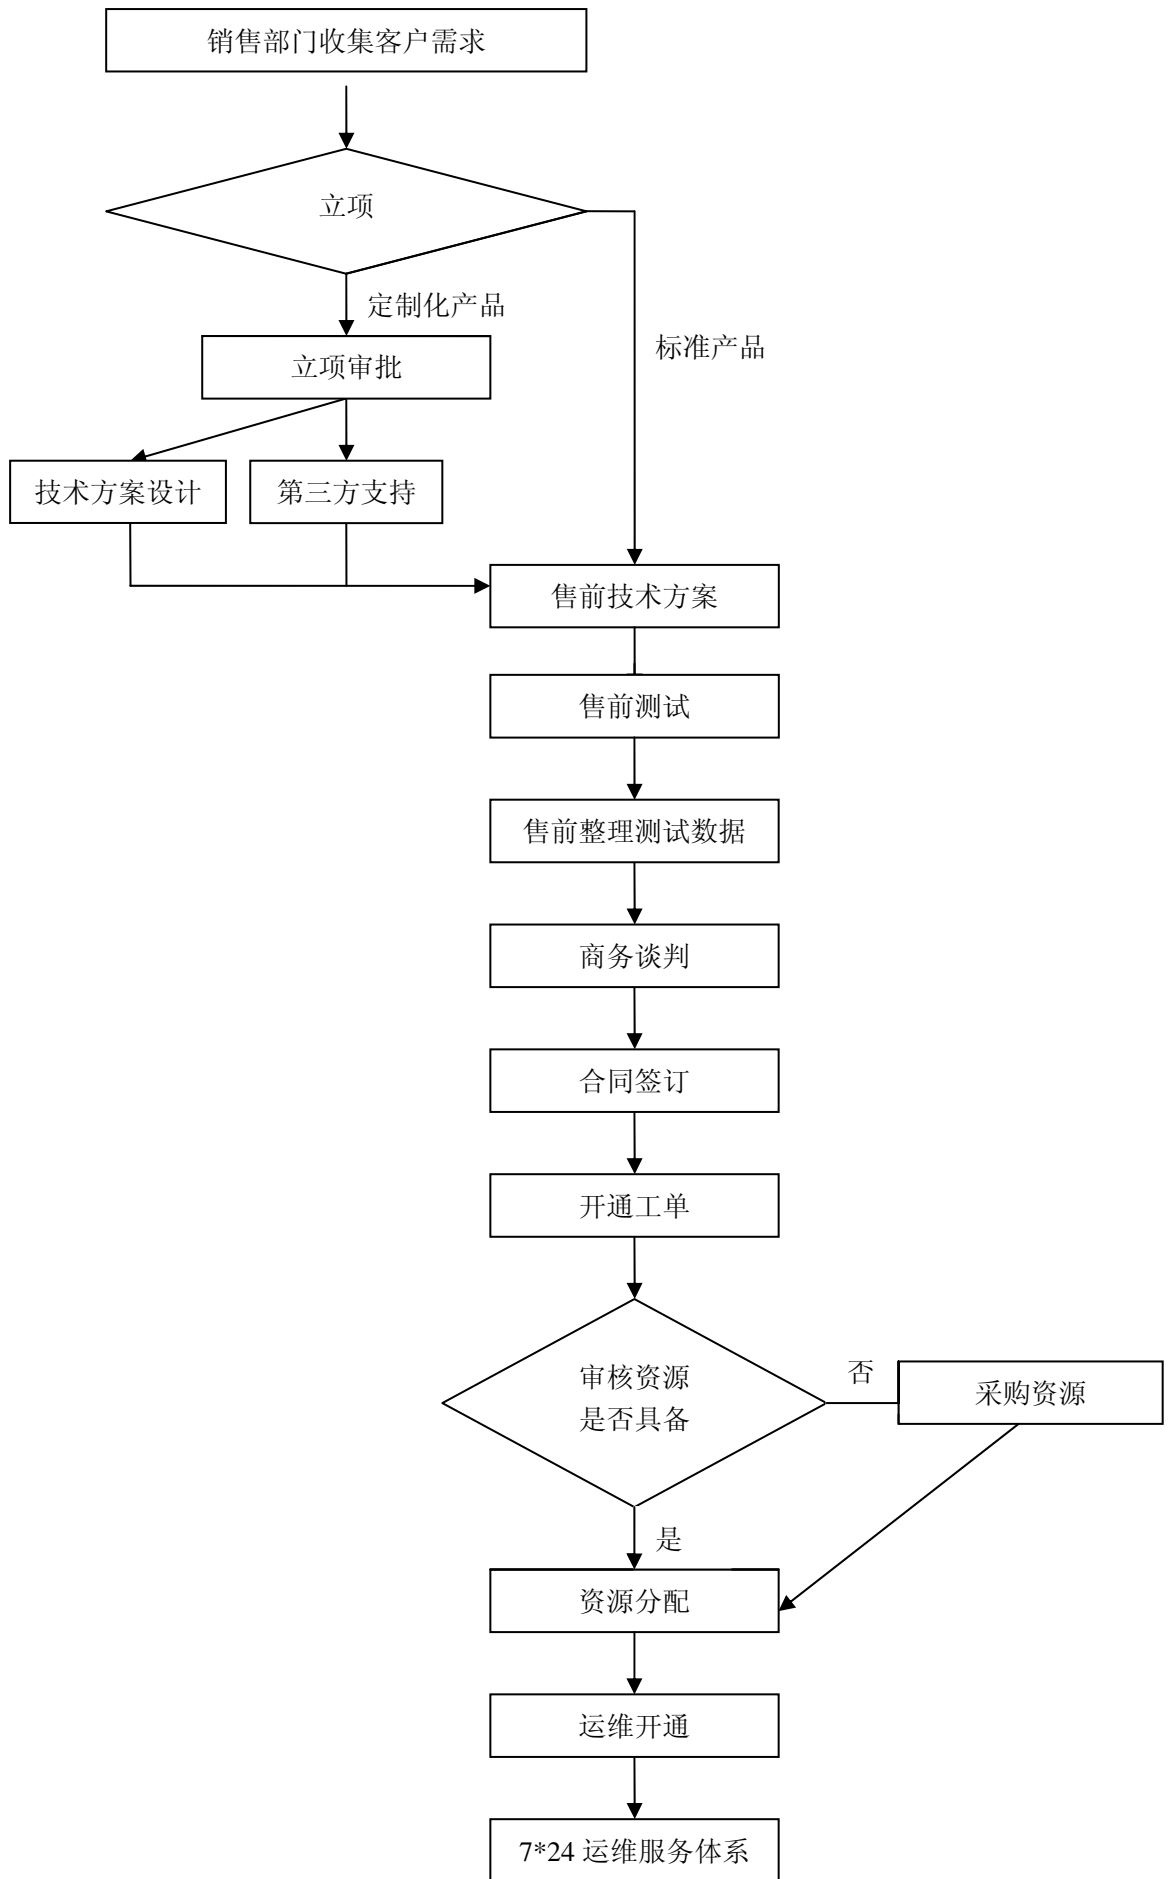 销售部门收集客户需求
立项
定制化产品
标准产品
立项审批
技术方案设计
第三方支持
售前技术方案
售前测试
售前整理测试数据
商务谈判
合同签订
开通工单
审核资源
是否具备
否
采购资源
是
资源分配
运维开通
7*24 运维服务体系